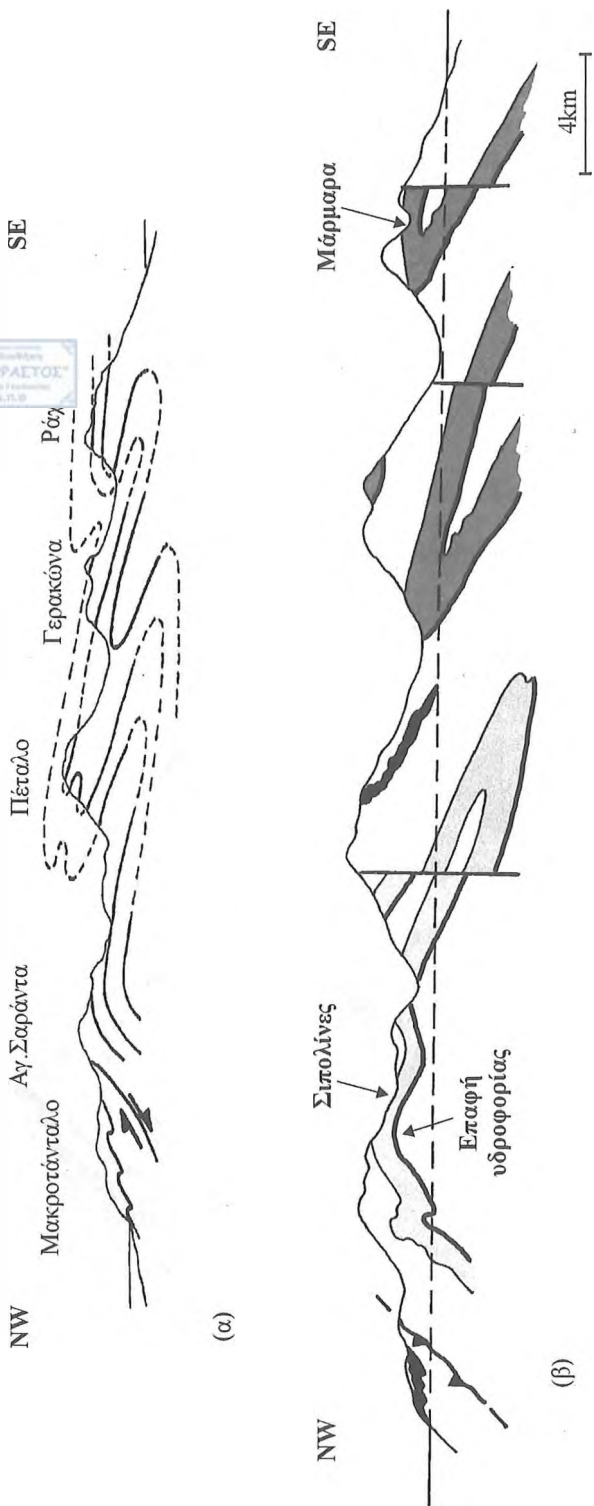 NW
Μακροτάνταλο
Αγ.Σαράντα
Πέταλο
Γερακώνα
SE
(α)
NW
Σιπολίνες
Επαφή
υδροφορίας
Μάρμαρα
SE
4km
(β)